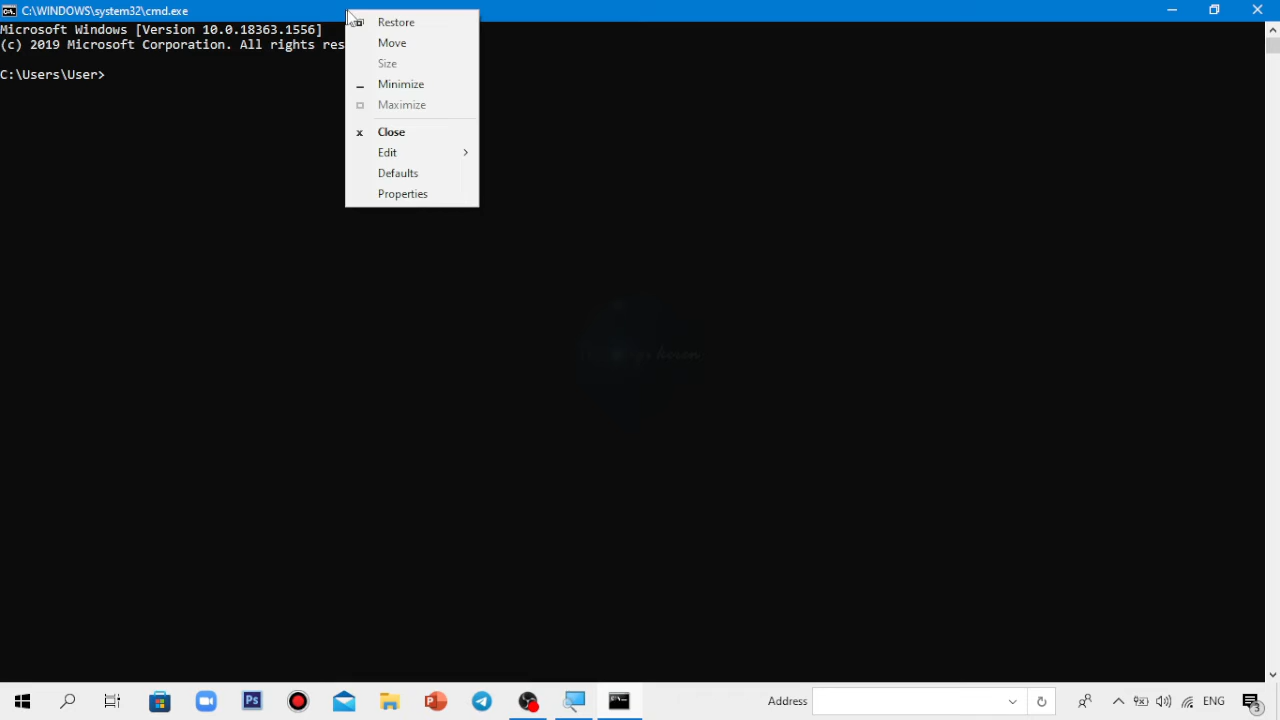 C:\WINDOWS\system32\cmd.exe
Microsoft Windows [Version 10.0.18363.1556]
(c) 2019 Microsoft Corporation. All rights res
C:\Users\User>
Restore
Move
Size
Minimize
Maximize
Close
Edit
Defaults
Properties
Address
ENG
3